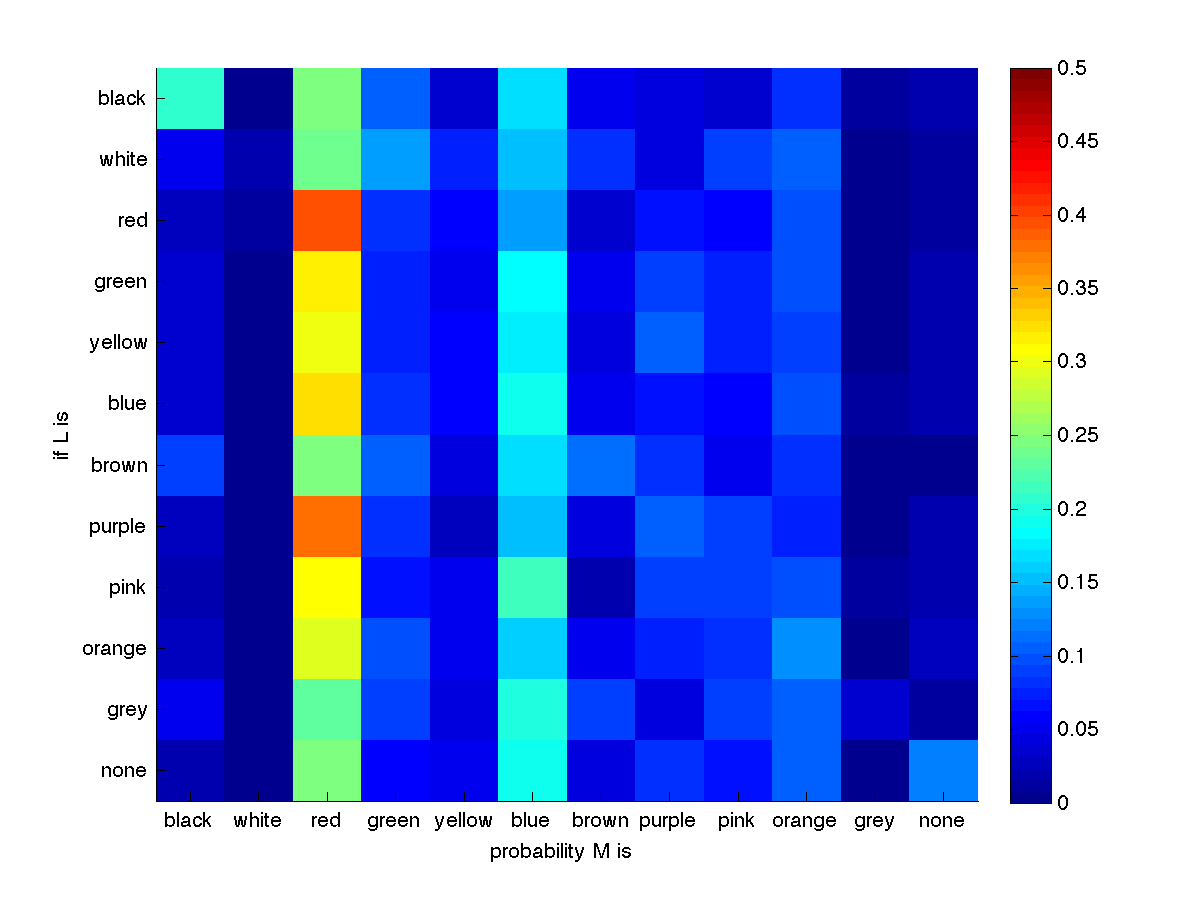 black
white
red
green
yellow
blue
brown
purple
pink
orange
grey
none
if L is
black white red green yellow blue brown purple pink orange grey none
probability M is
0.5
0.45
0.4
0.35
0.3
0.25
0.2
0.15
0.1
0.05
0